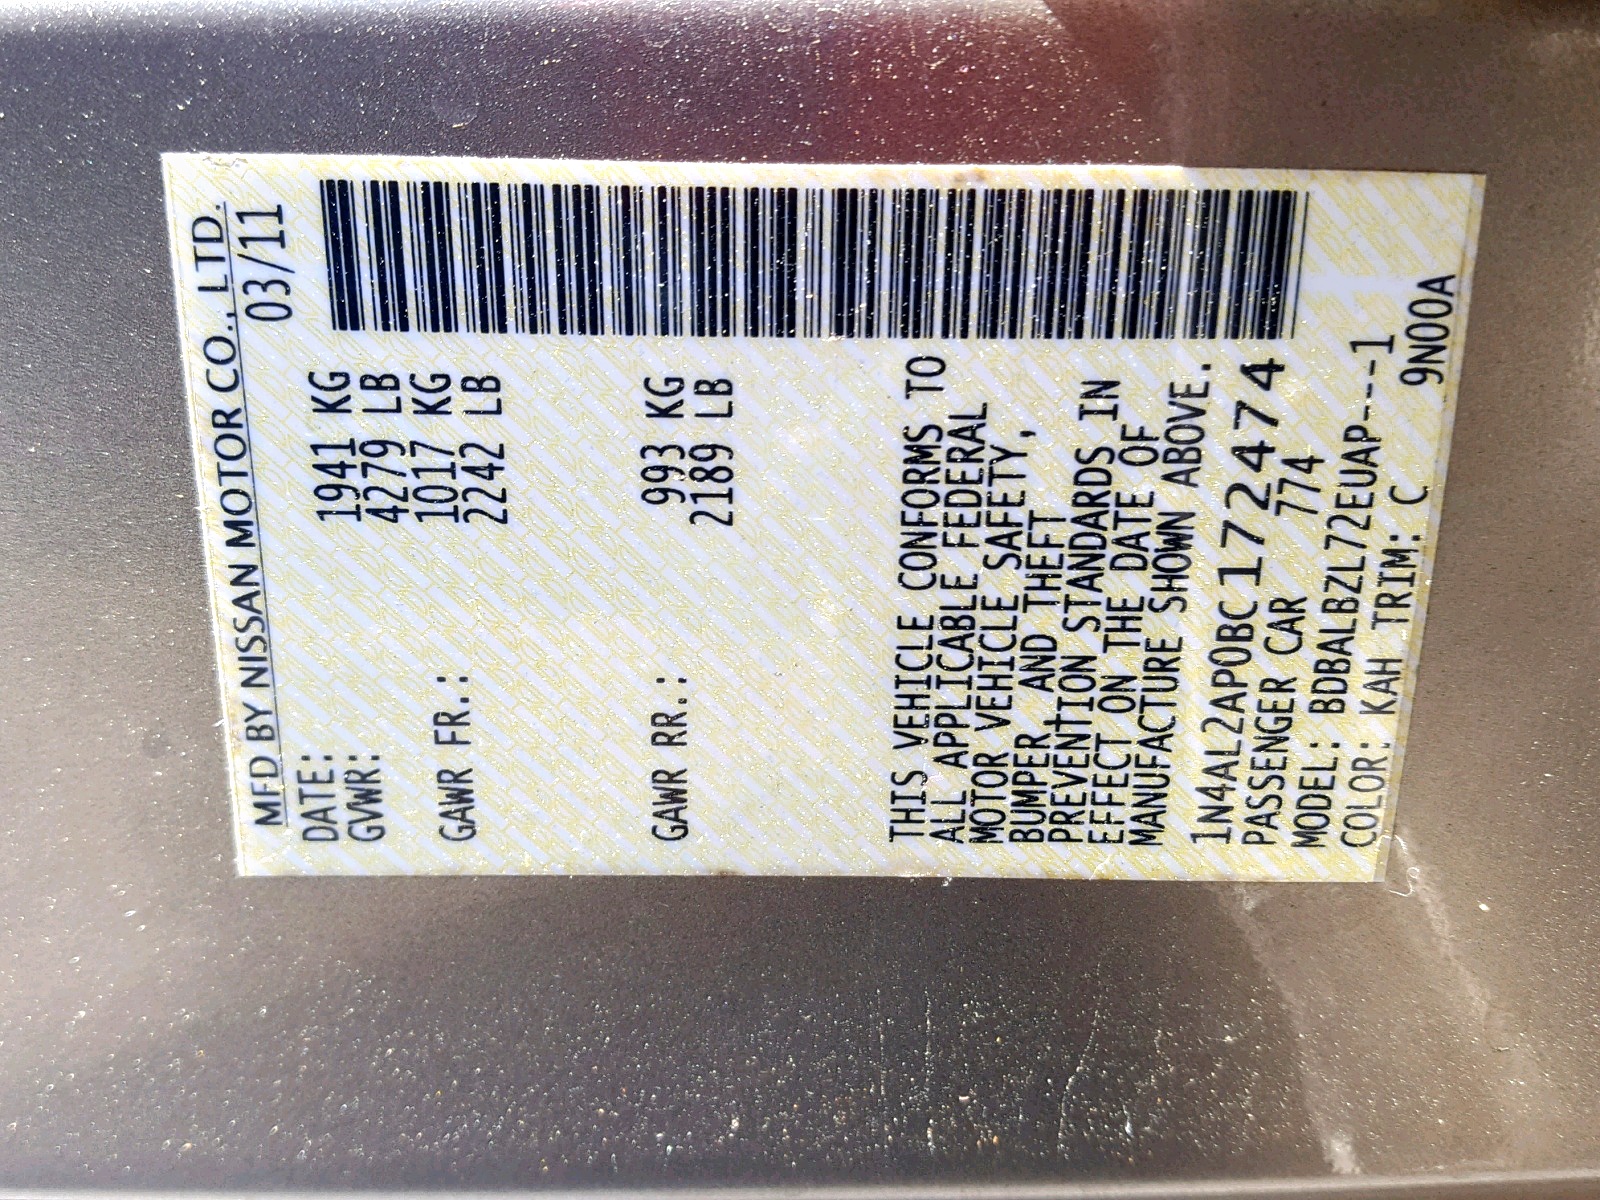 MFD BY NISSAN MOTOR CO., LTD.
DATE: 03/11
GVWR: 1941 KG
4279 LB
GAWR FR.: 1017 KG
2242 LB
GAWR RR.: 993 KG
2189 LB
THIS VEHICLE CONFORMS TO
ALL APPLICABLE FEDERAL
MOTOR VEHICLE SAFETY,
BUMPER AND THEFT
PREVENTION STANDARDS IN
EFFECT ON THE DATE OF
MANUFACTURE SHOWN ABOVE.
1N4AL2AP0BC172474
PASSENGER CAR 774
MODEL: BDBALBZL72EUAP---1
COLOR: KAH TRIM: C 9N00A